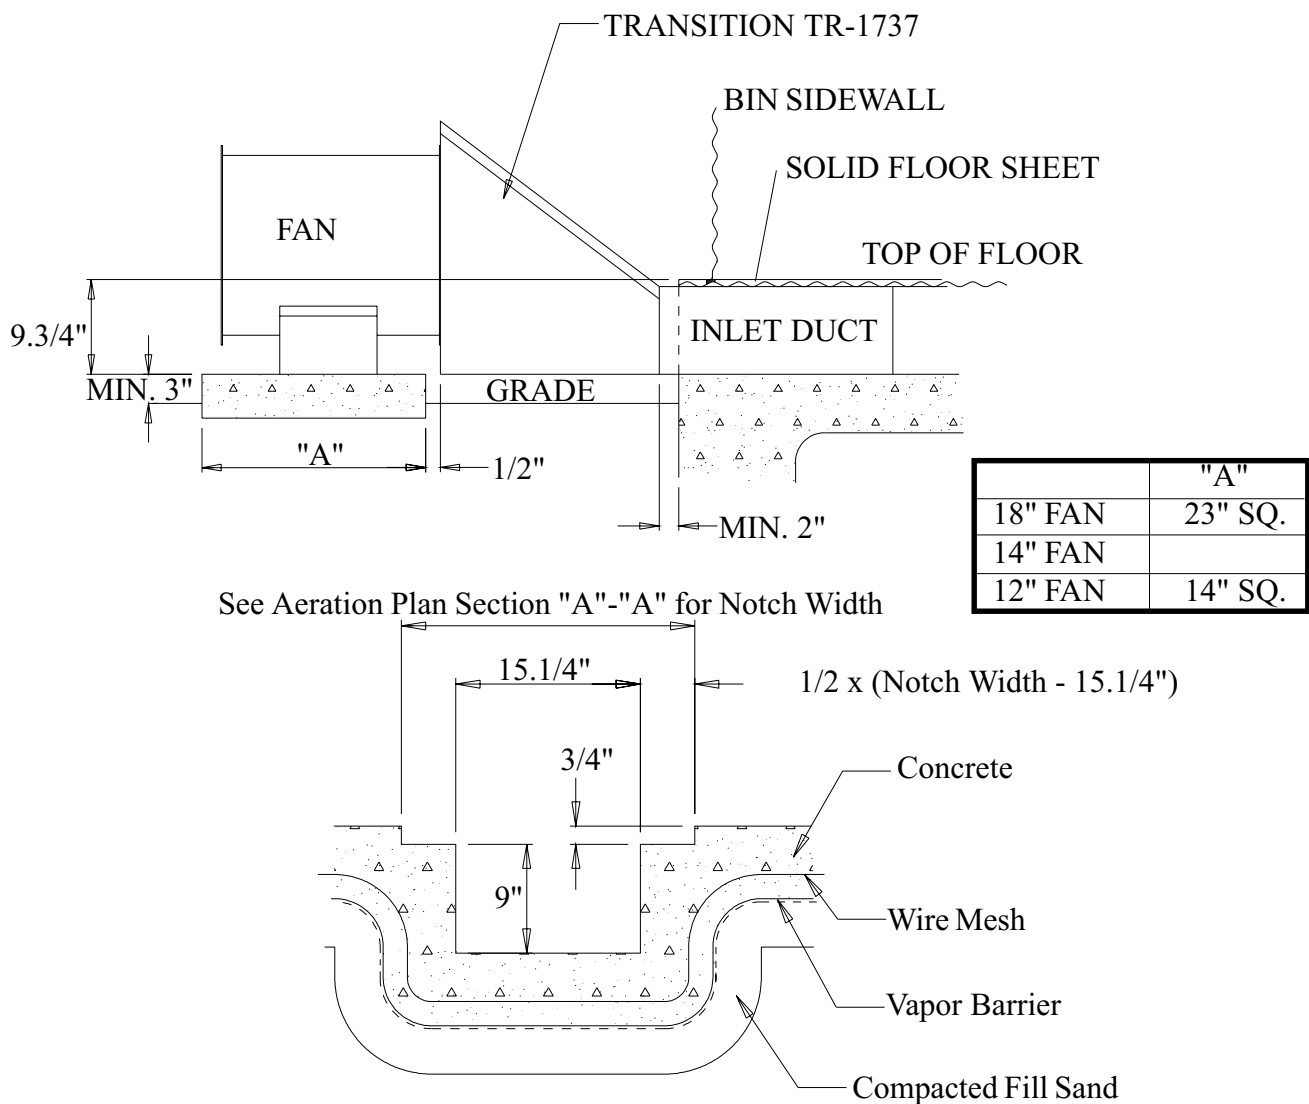 TRANSITION TR-1737
BIN SIDEWALL
SOLID FLOOR SHEET
FAN
TOP OF FLOOR
9.3/4"
INLET DUCT
MIN. 3"
GRADE
"A"
1/2"
MIN. 2"
"A"
18" FAN 23" SQ.
14" FAN
12" FAN 14" SQ.
See Aeration Plan Section "A"-"A" for Notch Width
15.1/4"
1/2 x (Notch Width - 15.1/4")
3/4"
Concrete
9"
Wire Mesh
Vapor Barrier
Compacted Fill Sand